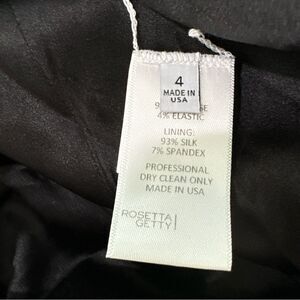 4
MADE IN
USA
4% ELASTIC
LINING:
93% SILK
7% SPANDEX
PROFESSIONAL
DRY CLEAN ONLY
MADE IN USA
ROSETTA
GETTY